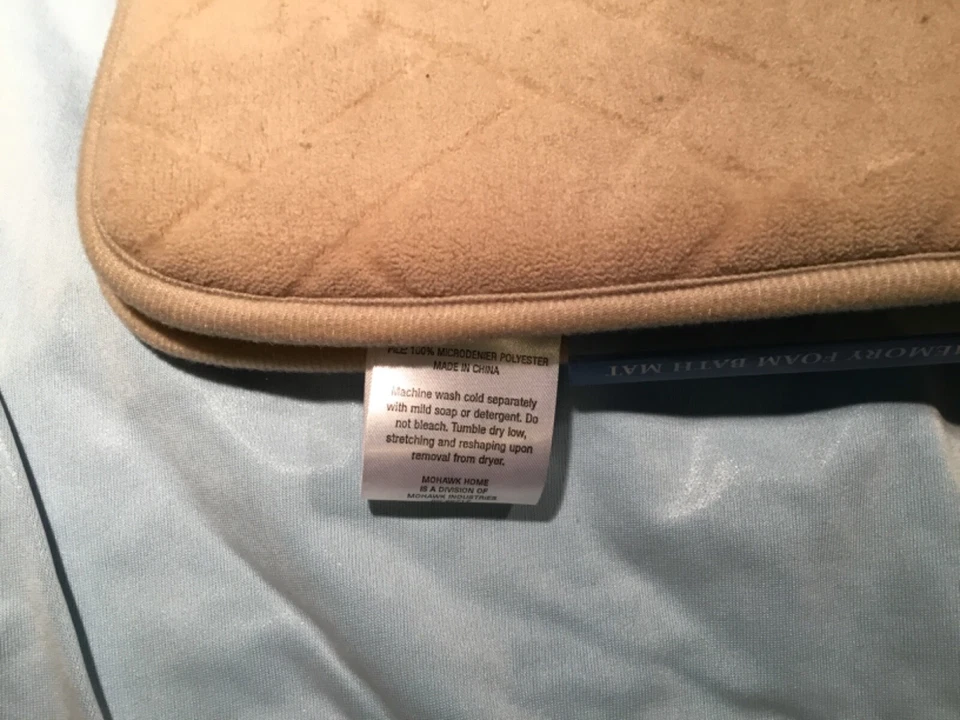 PILE: 100% MICRODENIER POLYESTER
MADE IN CHINA
Machine wash cold separately
with mild soap or detergent. Do
not bleach. Tumble dry low,
stretching and reshaping upon
removal from dryer.
MOHAWK HOME
IS A DIVISION OF
MOHAWK INDUSTRIES
MEMORY FOAM BATH MAT